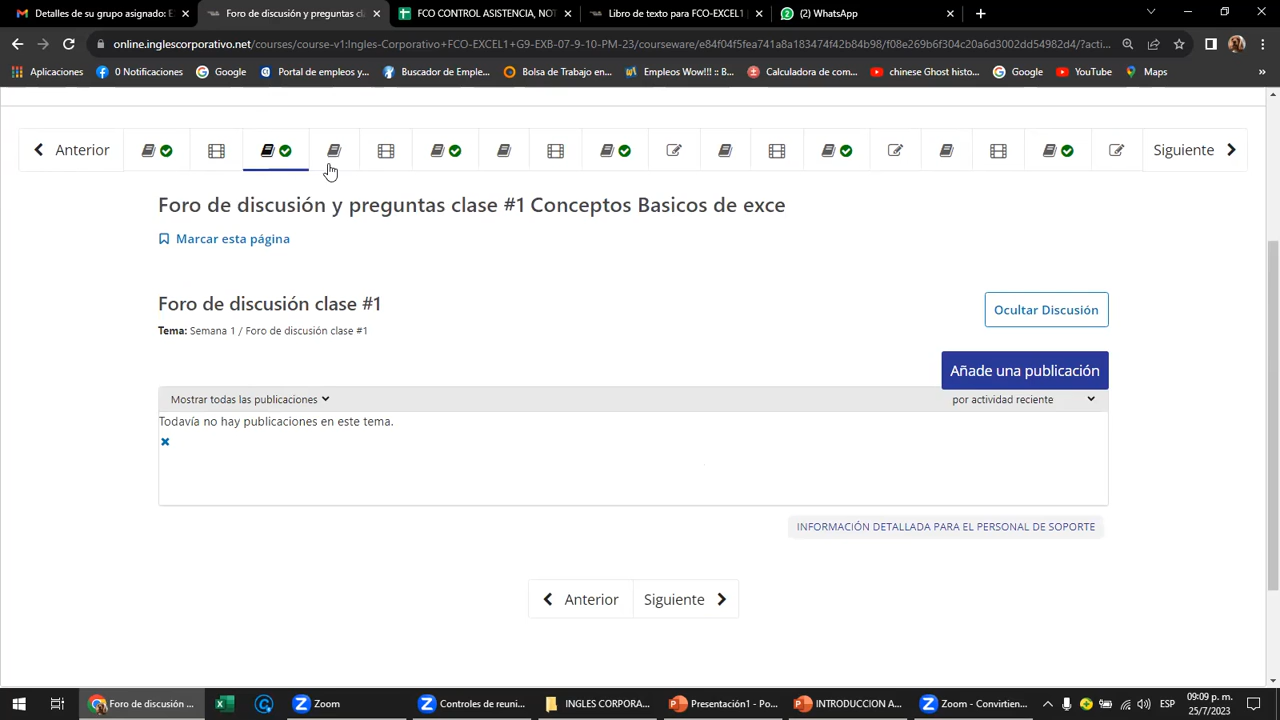 Detalles de su grupo asignado: E
Foro de discusión y preguntas cl
FCO CONTROL ASISTENCIA, NOT
Libro de texto para FCO-EXCEL1
(2) WhatsApp
online.inglescorporativo.net/courses/course-v1:Ingles-Corporativo+FCO-EXCEL1+G9-EXB-07-9-10-PM-23/courseware/e84f04f5fea741a8a183474f42b84b98/f08e269b6f304c20a6d3002dd54982d4/?acti...
Aplicaciones
0 Notificaciones
Google
Portal de empleos y...
Buscador de Emple...
Bolsa de Trabajo en...
Empleos Wow!!! :: B...
Calculadora de com...
chinese Ghost histo...
Google
YouTube
Maps
Anterior
Siguiente
Foro de discusión y preguntas clase #1 Conceptos Basicos de exce
Marcar esta página
Foro de discusión clase #1
Ocultar Discusión
Tema: Semana 1 / Foro de discusión clase #1
Añade una publicación
Mostrar todas las publicaciones
por actividad reciente
Todavía no hay publicaciones en este tema.
INFORMACIÓN DETALLADA PARA EL PERSONAL DE SOPORTE
Anterior
Siguiente
Foro de discusión ...
Zoom
Controles de reuni...
INGLES CORPORA...
Presentación1 - Po...
INTRODUCCION A...
Zoom - Convirtien...
ESP
09:09 p. m.
25/7/2023